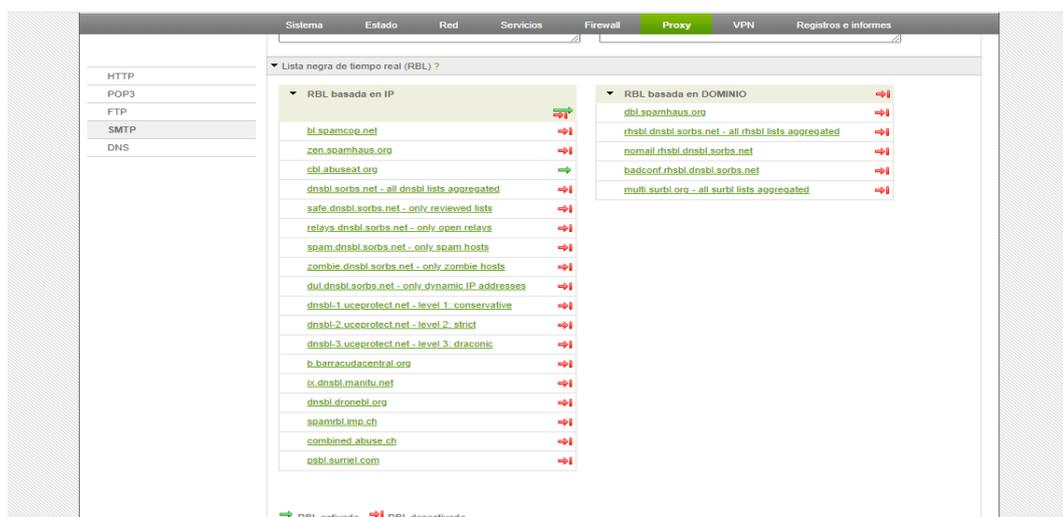 Sistema Estado Red Servicios Firewall Proxy VPN Registros e informes
HTTP
POP3
FTP
SMTP
DNS
Lista negra de tiempo real (RBL) ?
RBL basada en IP
bl.spamcop.net
zen.spamhaus.org
cbl.abuseat.org
dnsbl.sorbs.net - all dnsbl lists aggregated
safe.dnsbl.sorbs.net - only reviewed lists
relays.dnsbl.sorbs.net - only open relays
spam.dnsbl.sorbs.net - only spam hosts
zombie.dnsbl.sorbs.net - only zombie hosts
dul.dnsbl.sorbs.net - only dynamic IP addresses
dnsbl-1.uceprotect.net - level 1: conservative
dnsbl-2.uceprotect.net - level 2: strict
dnsbl-3.uceprotect.net - level 3: draconic
b.barracudacentral.org
ix.dnsbl.manitu.net
dnsbl.dronebl.org
spamrbl.imp.ch
combined.abuse.ch
psbl.surriel.com
RBL basada en DOMINIO
dbl.spamhaus.org
rhsbl.dnsbl.sorbs.net - all rhsbl lists aggregated
nomail.rhsbl.dnsbl.sorbs.net
badconf.rhsbl.dnsbl.sorbs.net
multi.surbl.org - all surbl lists aggregated
RBL activada RBL desactivada